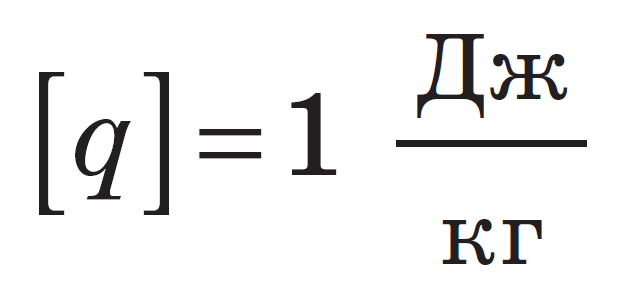 [q] = 1 Дж/кг